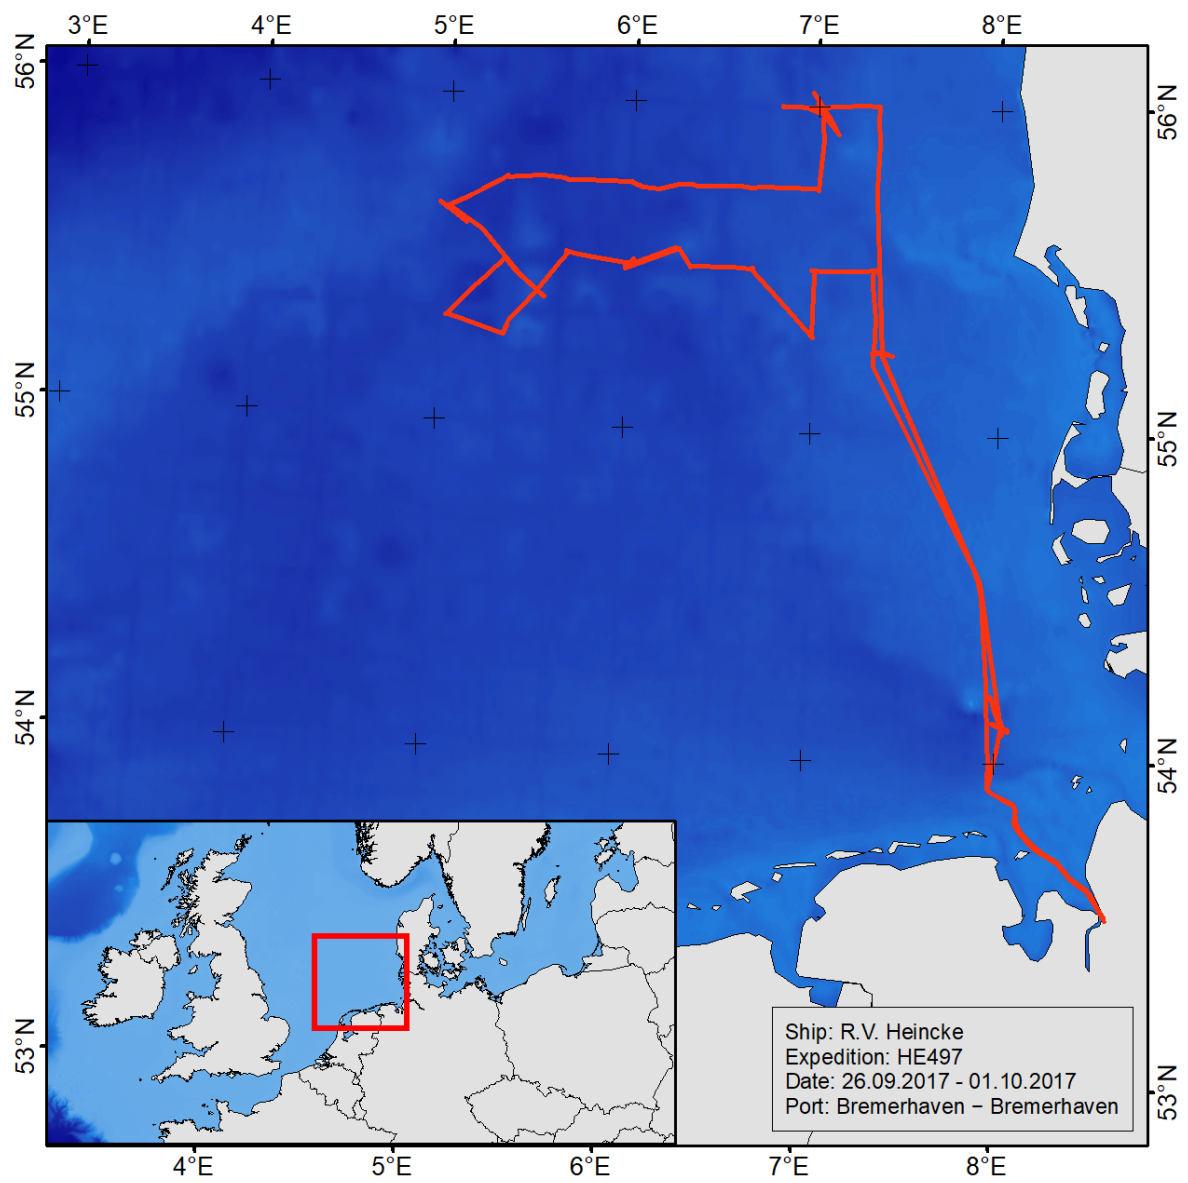 3°E 4°E 5°E 6°E 7°E 8°E
56°N
56°N
55°N
55°N
54°N
54°N
53°N
53°N
Ship: R.V. Heincke
Expedition: HE497
Date: 26.09.2017 - 01.10.2017
Port: Bremerhaven – Bremerhaven
4°E 5°E 6°E 7°E 8°E